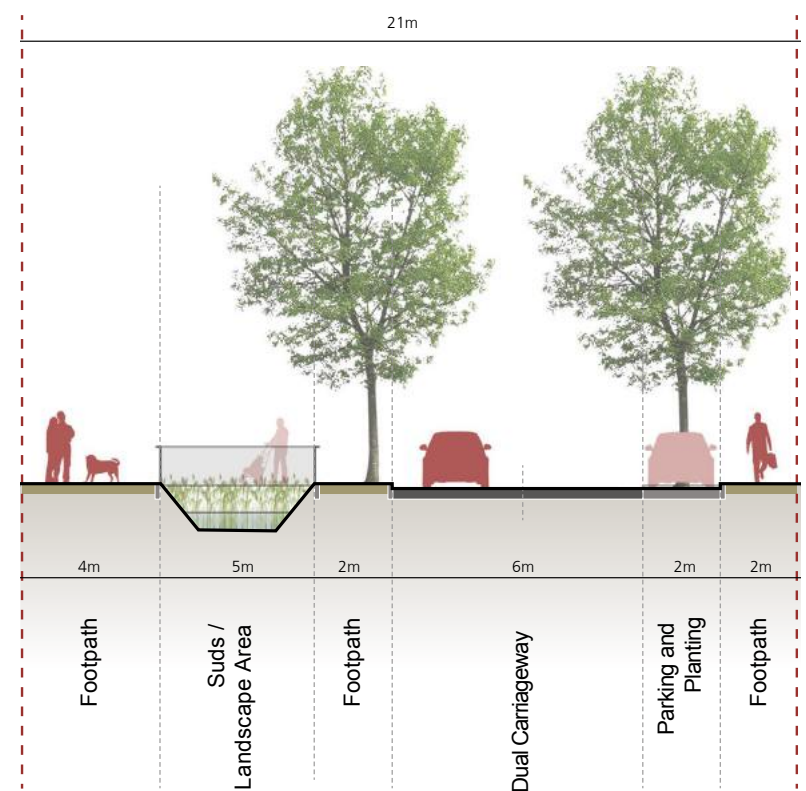 21m
4m
5m
2m
6m
2m
2m
Footpath
Suds /
Landscape Area
Footpath
Dual Carriageway
Parking and
Planting
Footpath